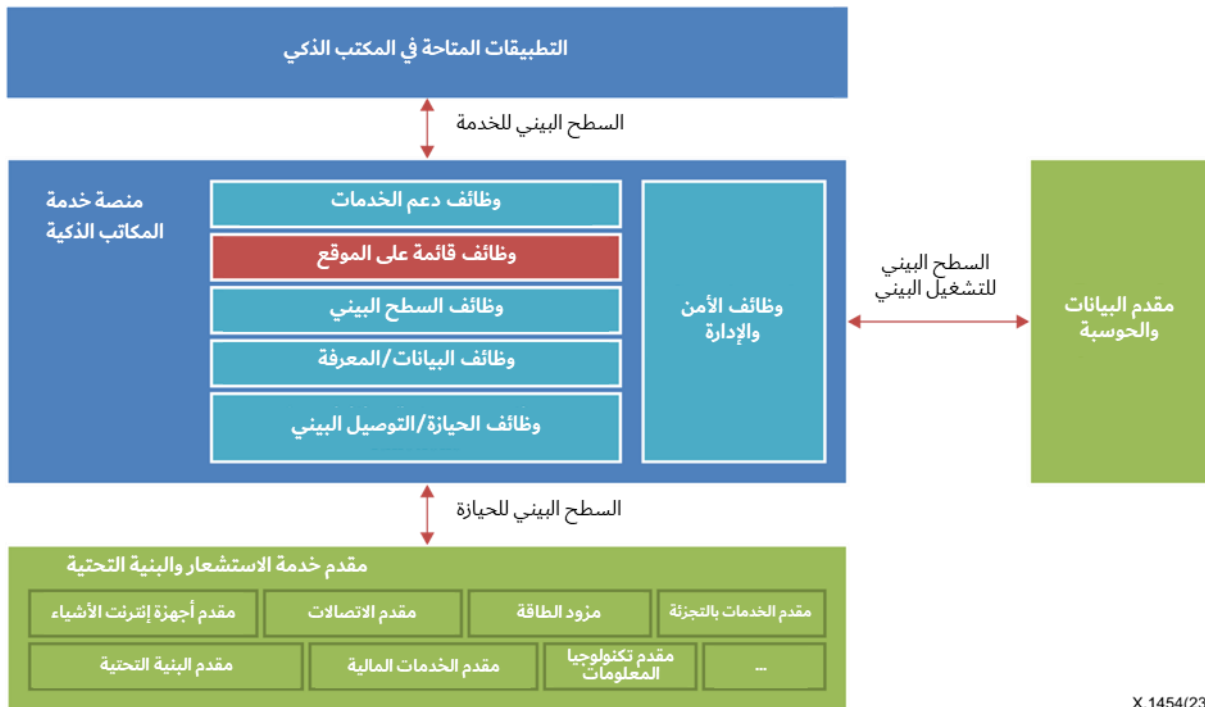 التطبيقات المتاحة في المكتب الذكي
السطح البيني للخدمة
منصة خدمة
المكاتب الذكية
وظائف دعم الخدمات
وظائف قائمة على الموقع
وظائف السطح البيني
وظائف البيانات/المعرفة
وظائف الحيازة/التوصيل البيني
وظائف الأمن
والإدارة
السطح البيني
للتشغيل البيني
مقدم البيانات
والحوسبة
السطح البيني للحيازة
مقدم خدمة الاستشعار والبنية التحتية
مقدم أجهزة إنترنت الأشياء
مقدم الاتصالات
مزود الطاقة
مقدم الخدمات بالتجزئة
مقدم البنية التحتية
مقدم الخدمات المالية
مقدم تكنولوجيا
المعلومات
...
X.1454(23